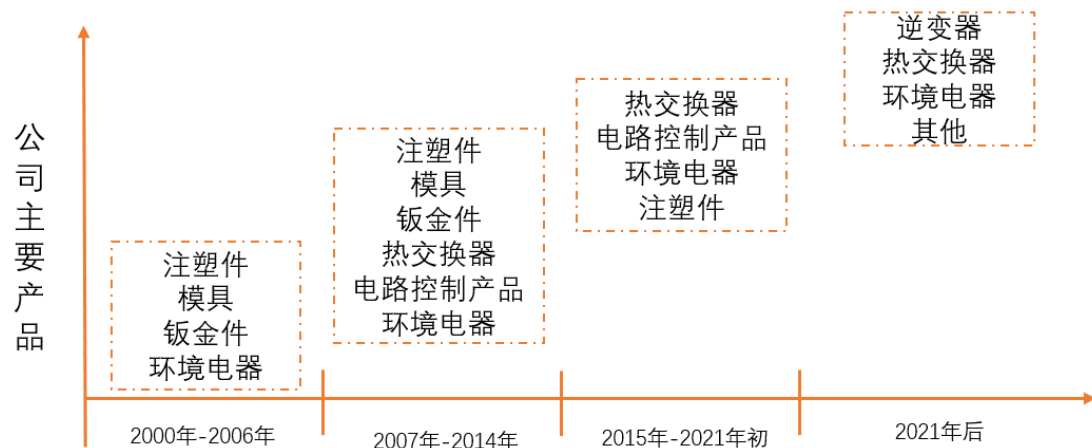 公司主要产品
注塑件
模具
钣金件
环境电器
注塑件
模具
钣金件
热交换器
电路控制产品
环境电器
热交换器
电路控制产品
环境电器
注塑件
逆变器
热交换器
环境电器
其他
2000年-2006年
2007年-2014年
2015年-2021年初
2021年后